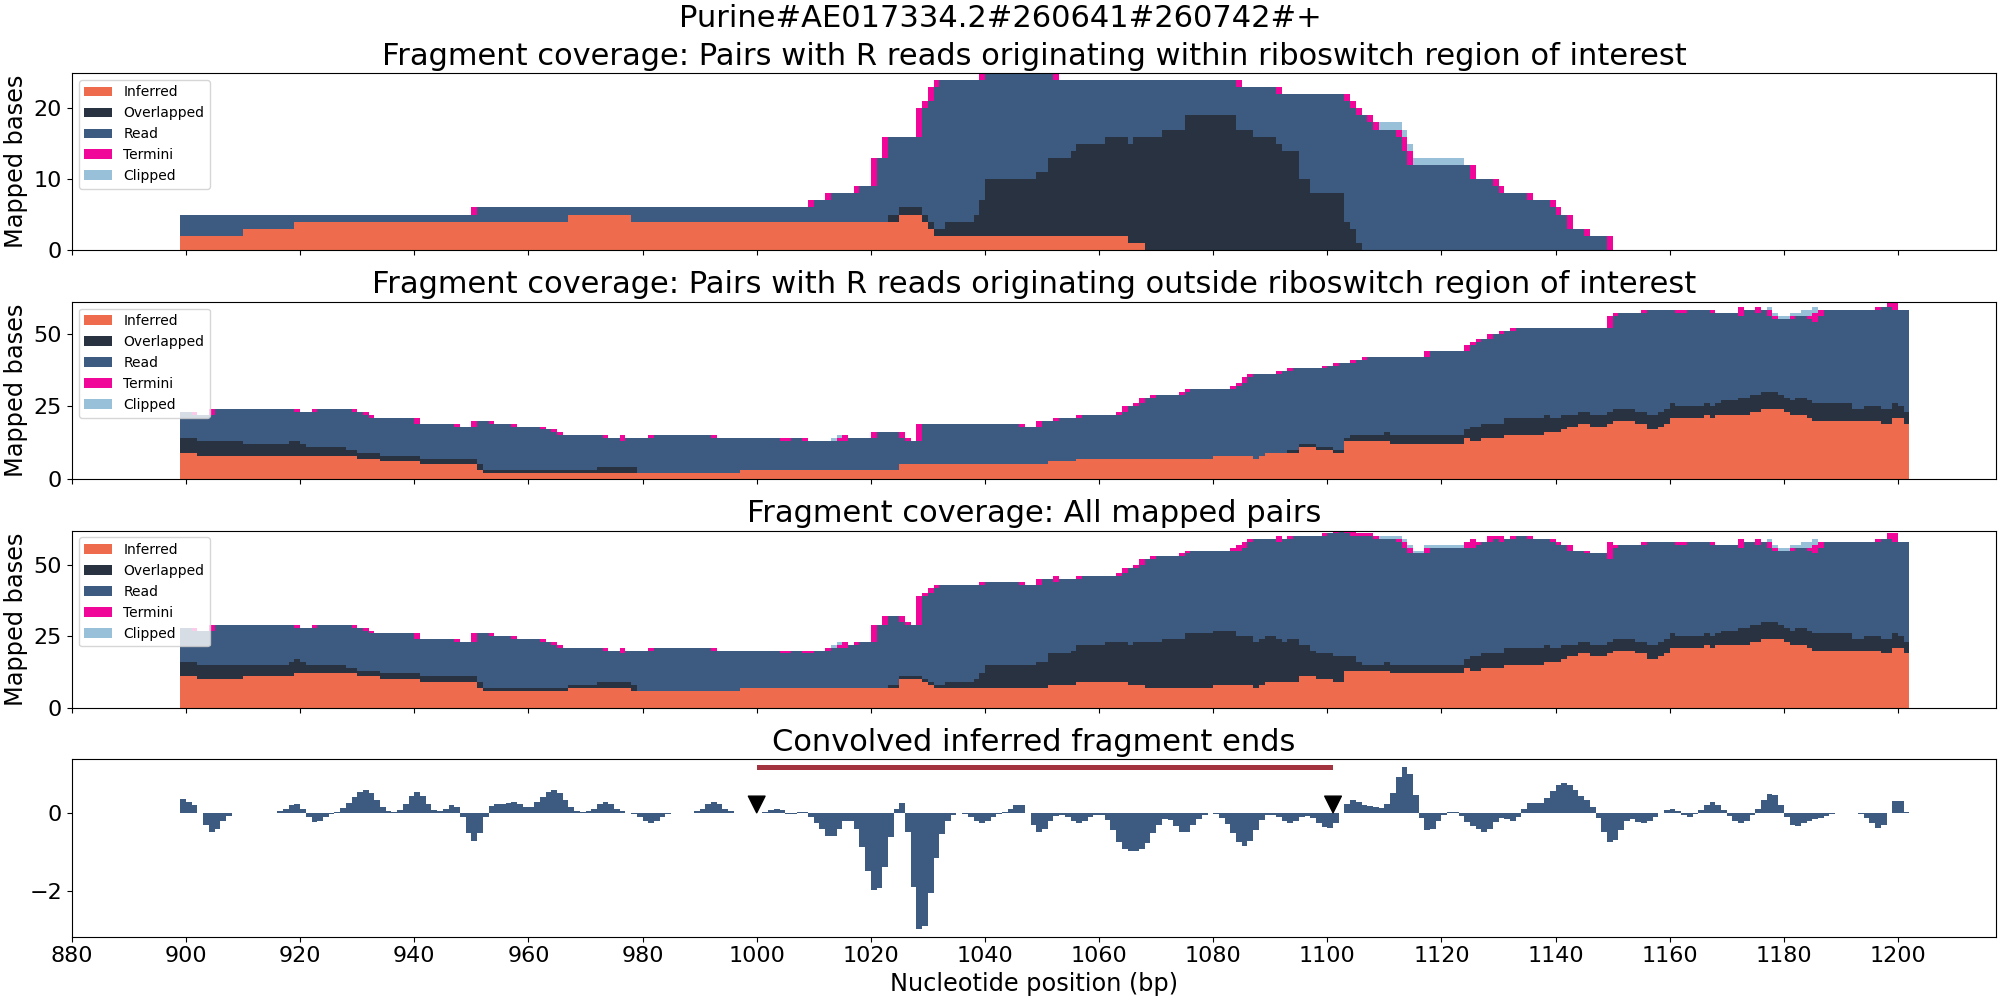 Purine#AE017334.2#260641#260742#+
Fragment coverage: Pairs with R reads originating within riboswitch region of interest
Mapped bases
20
10
0
Inferred
Overlapped
Read
Termini
Clipped
Fragment coverage: Pairs with R reads originating outside riboswitch region of interest
Mapped bases
50
25
0
Inferred
Overlapped
Read
Termini
Clipped
Fragment coverage: All mapped pairs
Mapped bases
50
25
0
Inferred
Overlapped
Read
Termini
Clipped
Convolved inferred fragment ends
0
−2
880 900 920 940 960 980 1000 1020 1040 1060 1080 1100 1120 1140 1160 1180 1200
Nucleotide position (bp)